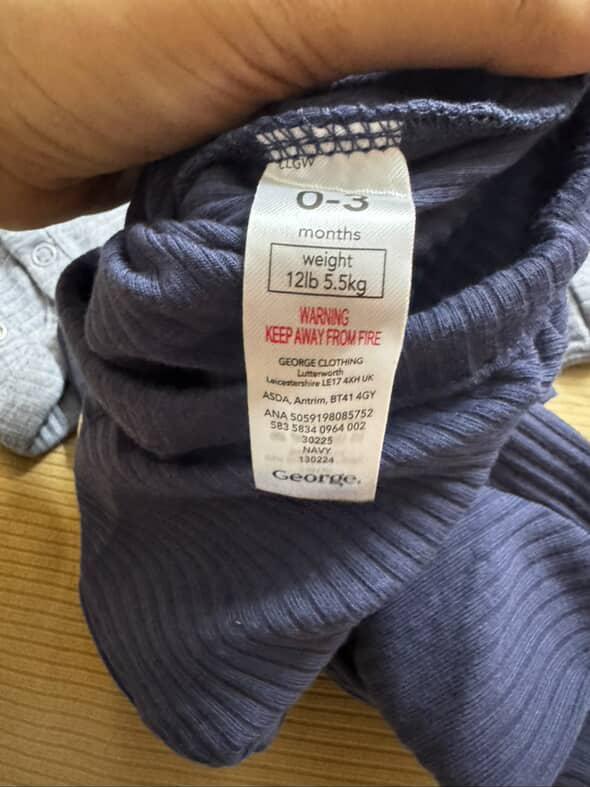 0-3
months
weight
12lb 5.5kg
WARNING
KEEP AWAY FROM FIRE
GEORGE CLOTHING
Lutterworth
Leicestershire LE17 4XH UK
ASDA, Antrim, BT41 4GY
ANA 5059198085752
583 5834 0964 002
30225
NAVY
130224
George.